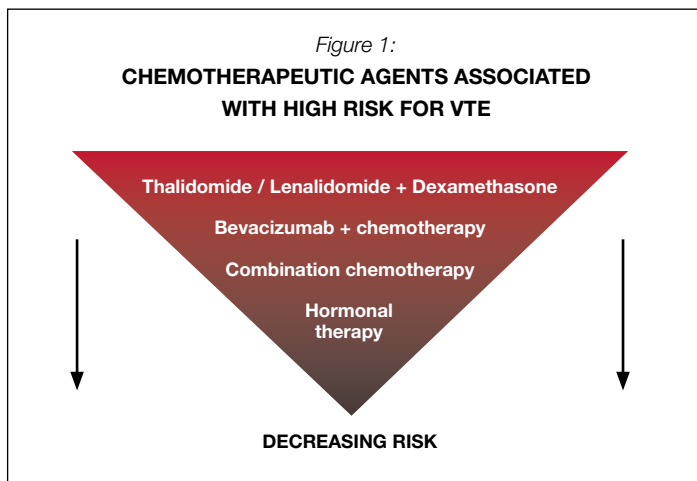 Figure 1:
CHEMOTHERAPEUTIC AGENTS ASSOCIATED
WITH HIGH RISK FOR VTE
Thalidomide / Lenalidomide + Dexamethasone
Bevacizumab + chemotherapy
Combination chemotherapy
Hormonal
therapy
DECREASING RISK